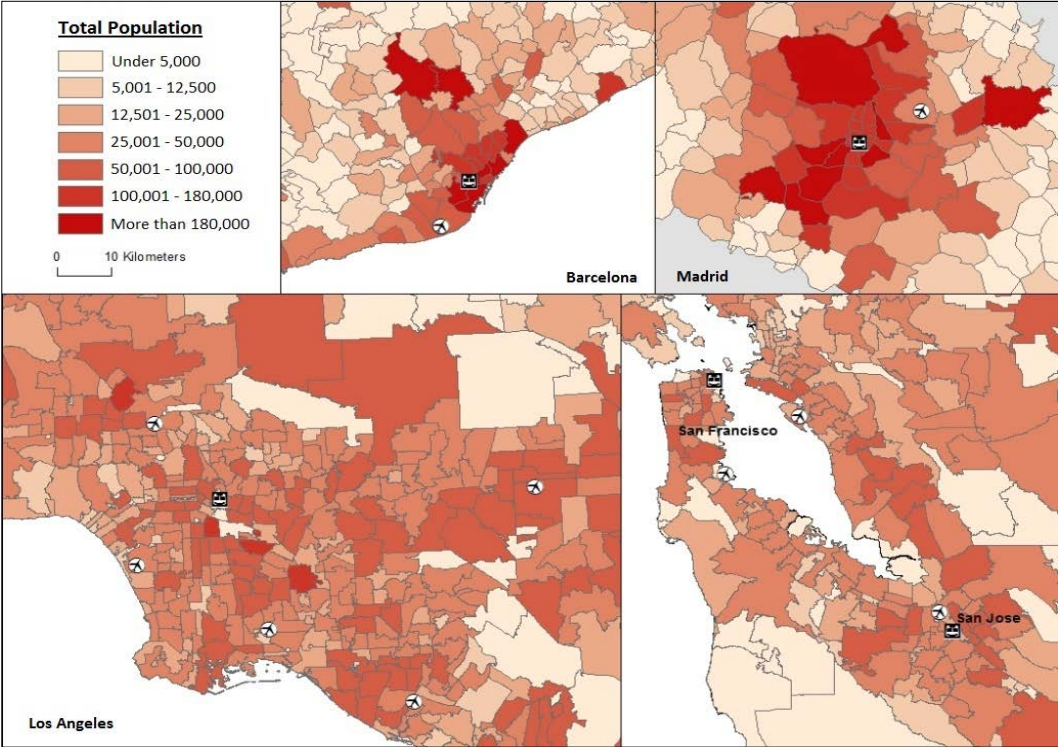 Total Population
Under 5,000
5,001 - 12,500
12,501 - 25,000
25,001 - 50,000
50,001 - 100,000
100,001 - 180,000
More than 180,000
0 10 Kilometers
Barcelona
Madrid
Los Angeles
San Francisco
San Jose